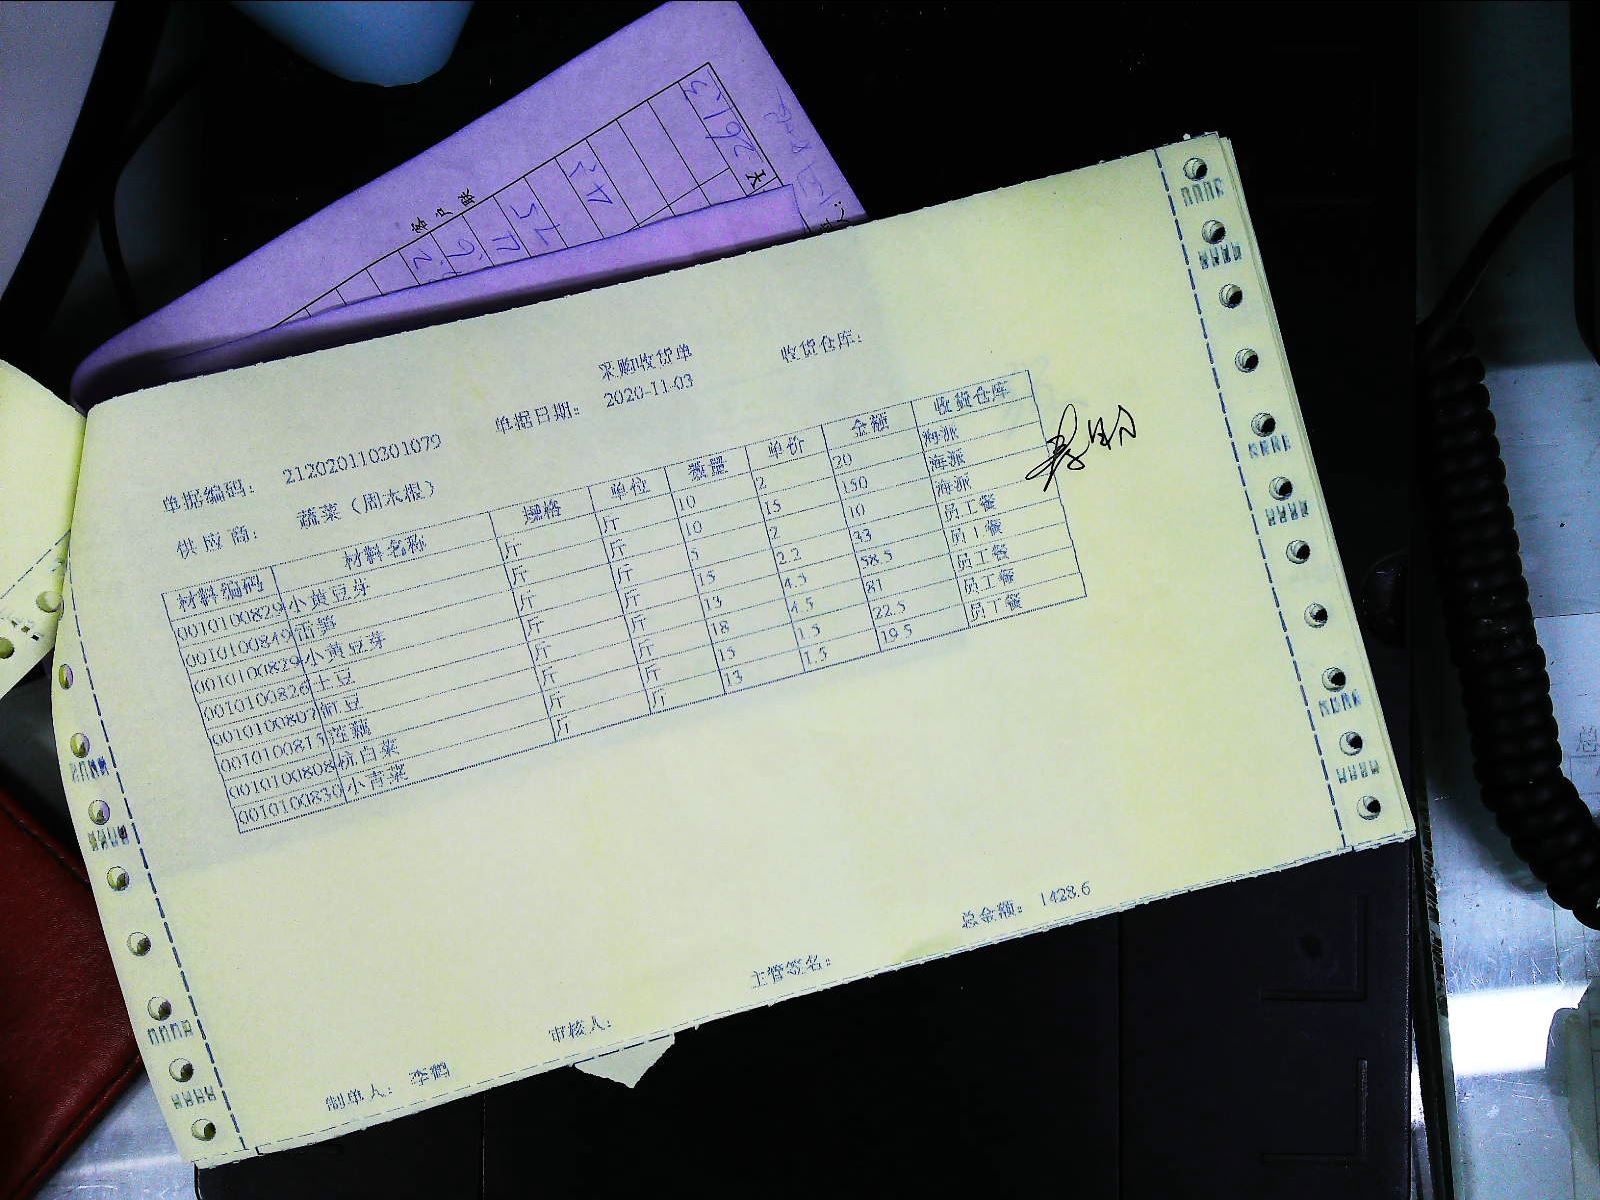 采购收货单
收货仓库：
单据日期： 2020-11-03
单据编码： 212020110301079
供应商： 蔬菜（周木根）
材料编码 材料名称 规格 单位 数量 单价 金额 收货仓库
0010100829 小黄豆芽 斤 斤 10 2 20 海派
0010100849 雷笋 斤 斤 10 15 150 海派
0010100829 小黄豆芽 斤 斤 5 2 10 海派
0010100826 土豆 斤 斤 15 2.2 33 员工餐
0010100807 豇豆 斤 斤 13 4.5 58.5 员工餐
0010100815 莲藕 斤 斤 18 4.5 81 员工餐
0010100808 杭白菜 斤 斤 15 1.5 22.5 员工餐
0010100830 小青菜 斤 斤 13 1.5 19.5 员工餐
总金额： 1428.6
主管签名：
审核人：
制单人： 李鹤
客户联